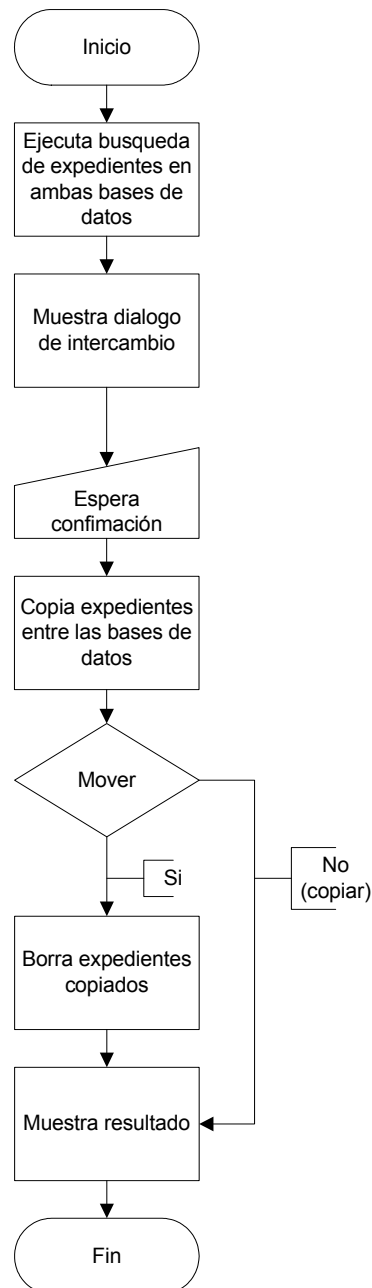 Inicio
Ejecuta busqueda
de expedientes en
ambas bases de
datos
Muestra dialogo
de intercambio
Espera
confimación
Copia expedientes
entre las bases de
datos
Mover
Si
No
(copiar)
Borra expedientes
copiados
Muestra resultado
Fin